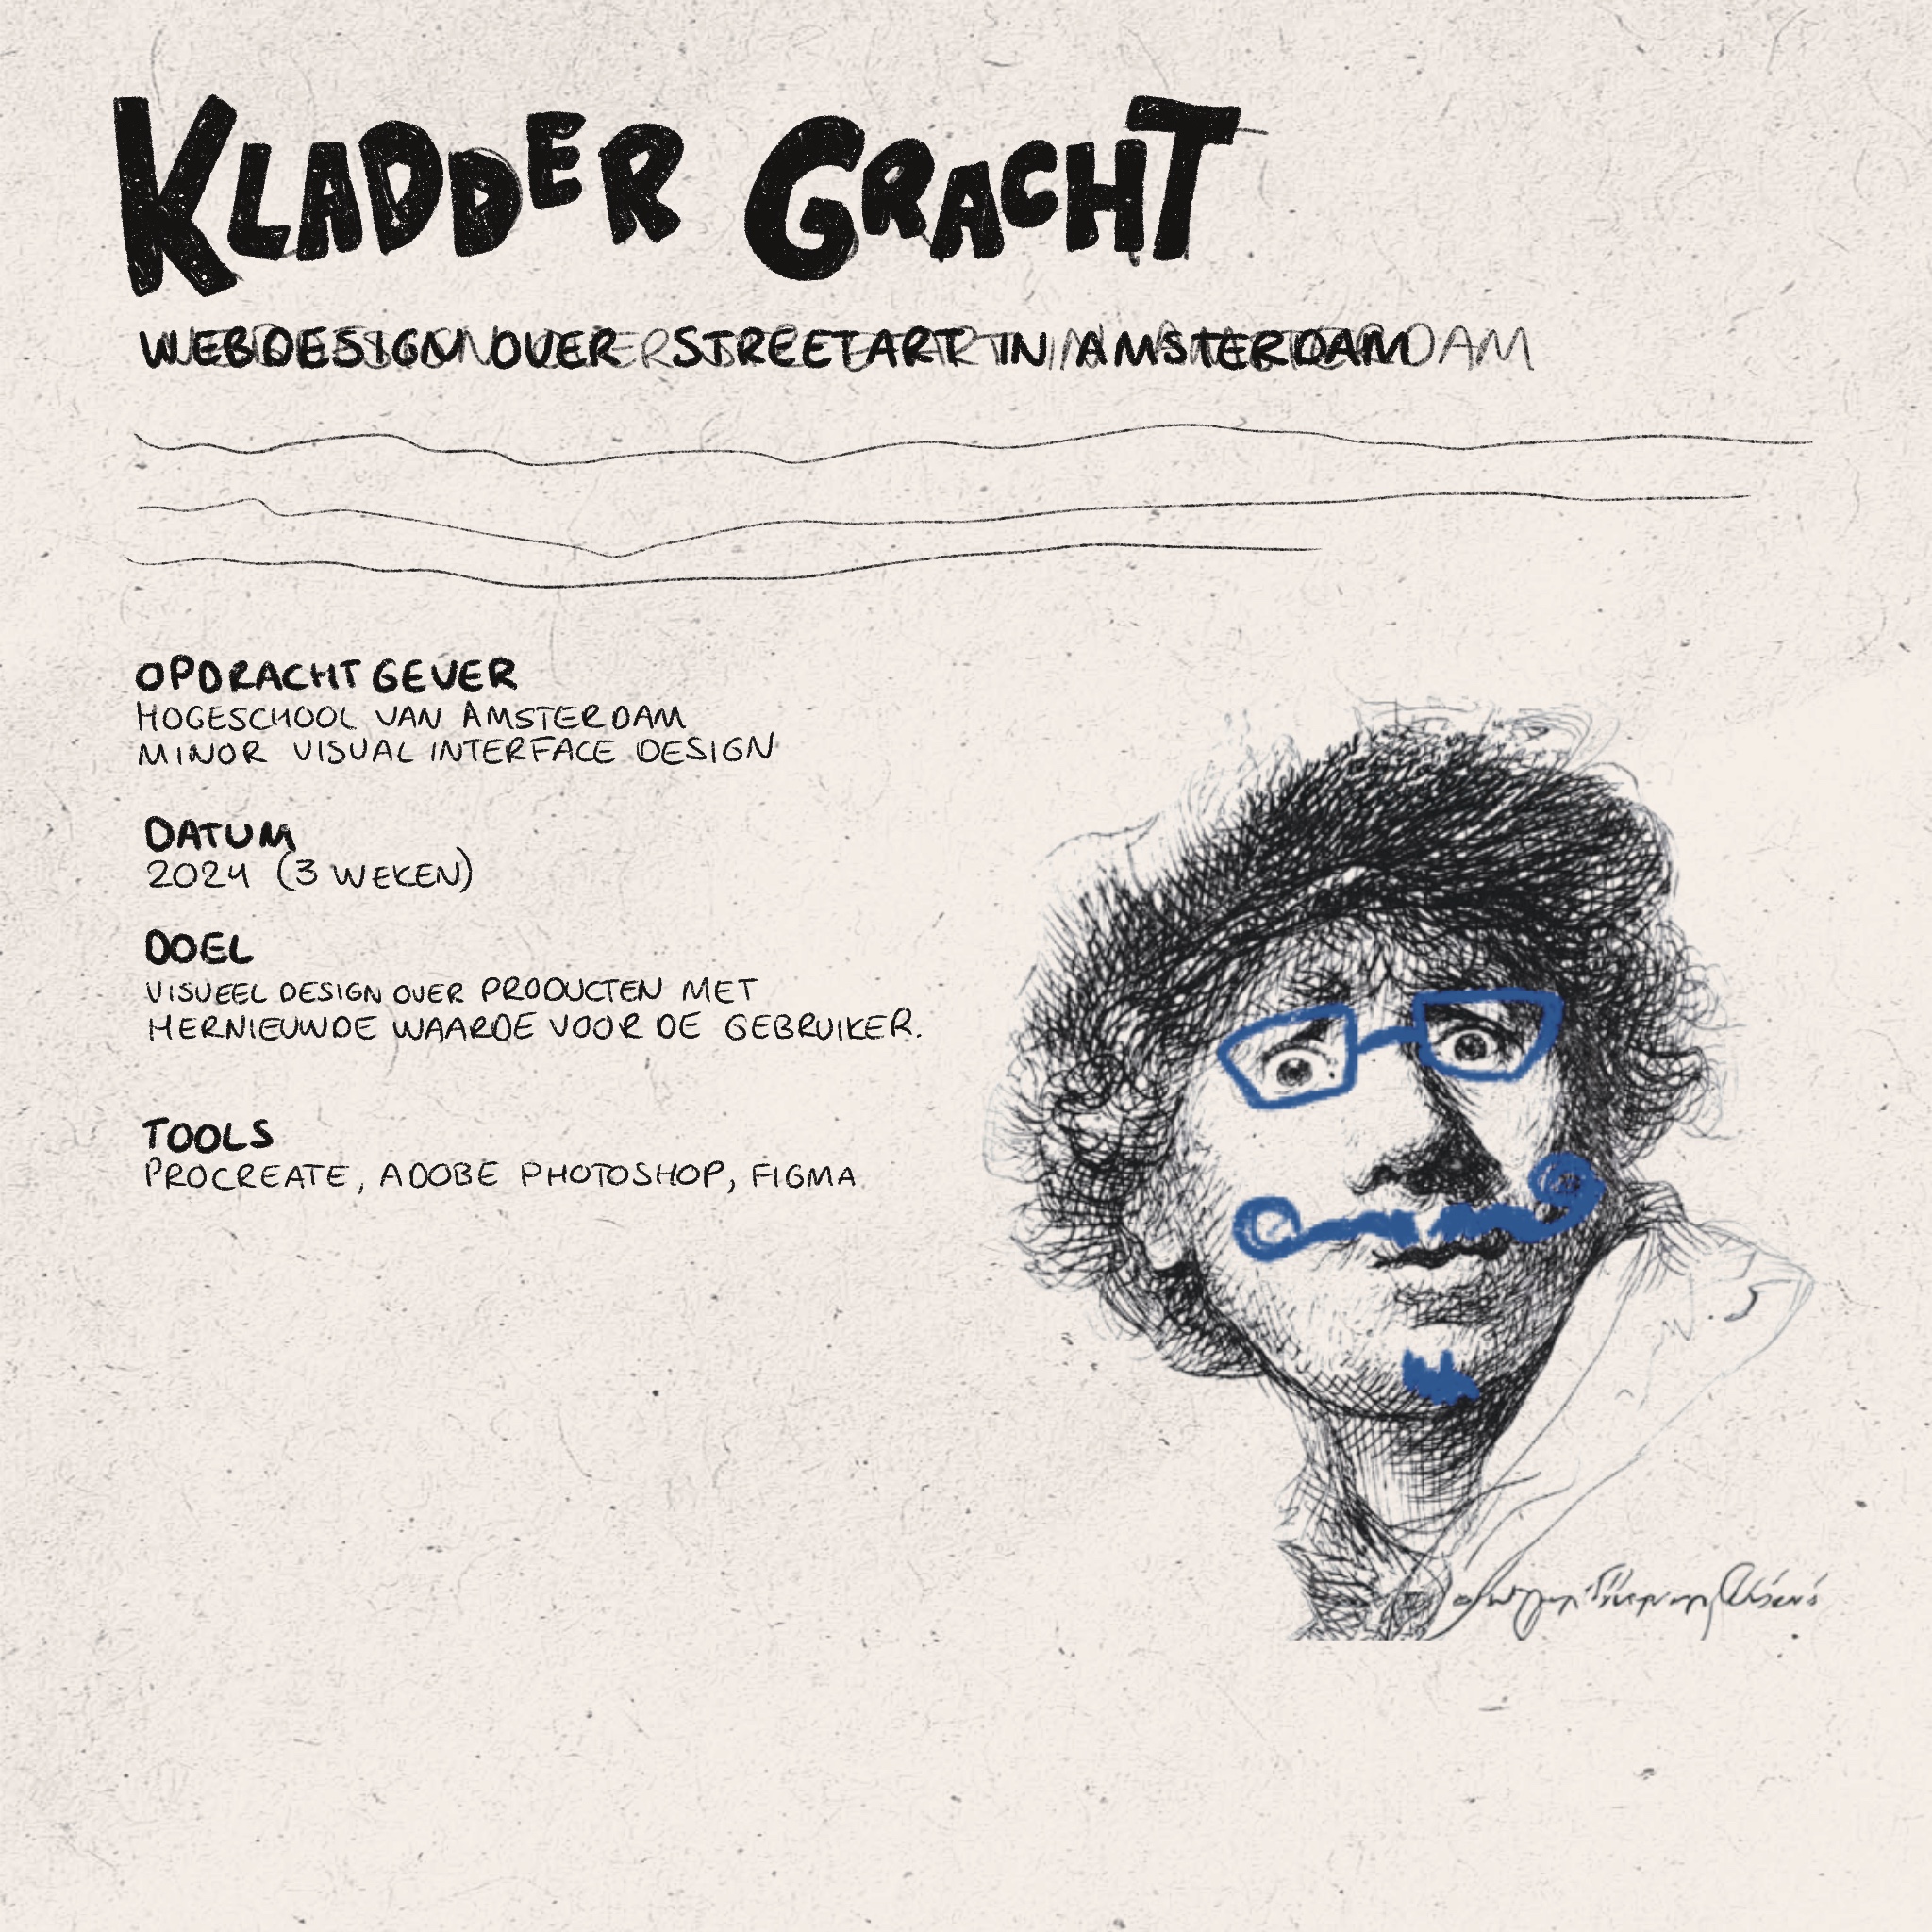 KLADDER GRACHT
WEBDESIGN OVER STREETART IN AMSTERDAM
OPDRACHTGEVER
HOGESCHOOL VAN AMSTERDAM
MINOR VISUAL INTERFACE DESIGN
DATUM
2024 (3 WEKEN)
DOEL
VISUEEL DESIGN OVER PRODUCTEN MET
HERNIEUWDE WAARDE VOOR DE GEBRUIKER.
TOOLS
PROCREATE, ADOBE PHOTOSHOP, FIGMA